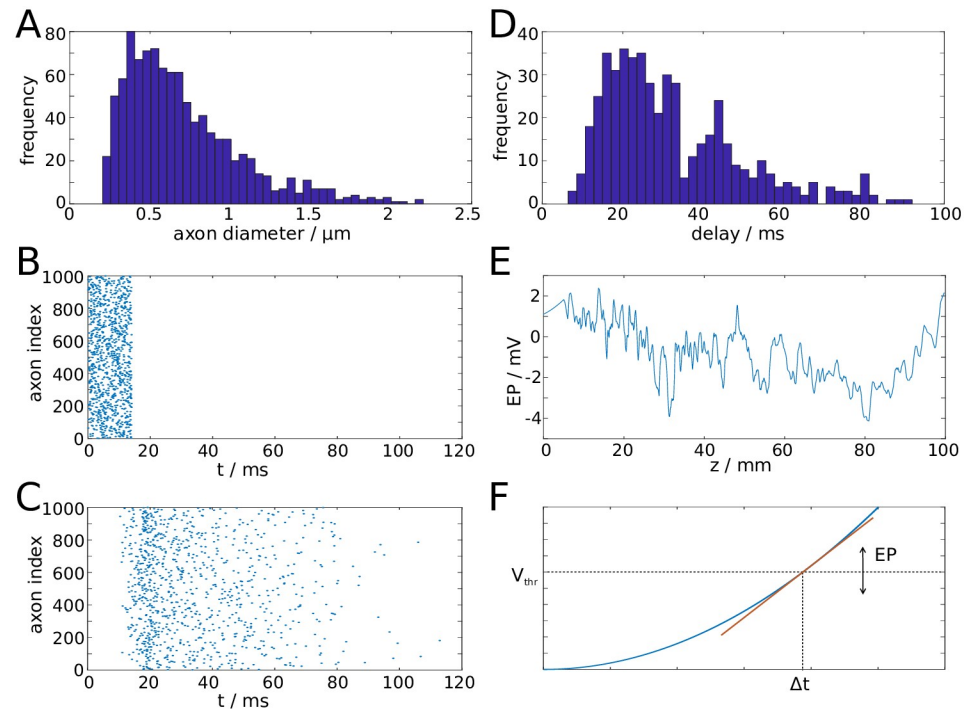 A
frequency
80
60
40
20
0
0 0.5 1 1.5 2 2.5
axon diameter / μm
D
frequency
40
30
20
10
0
0 20 40 60 80 100
delay / ms
B
axon index
1000
800
600
400
200
0
0 20 40 60 80 100 120
t / ms
E
EP / mV
2
0
-2
-4
0 20 40 60 80 100
z / mm
C
axon index
1000
800
600
400
200
0
0 20 40 60 80 100 120
t / ms
F
Vthr
EP
Δt